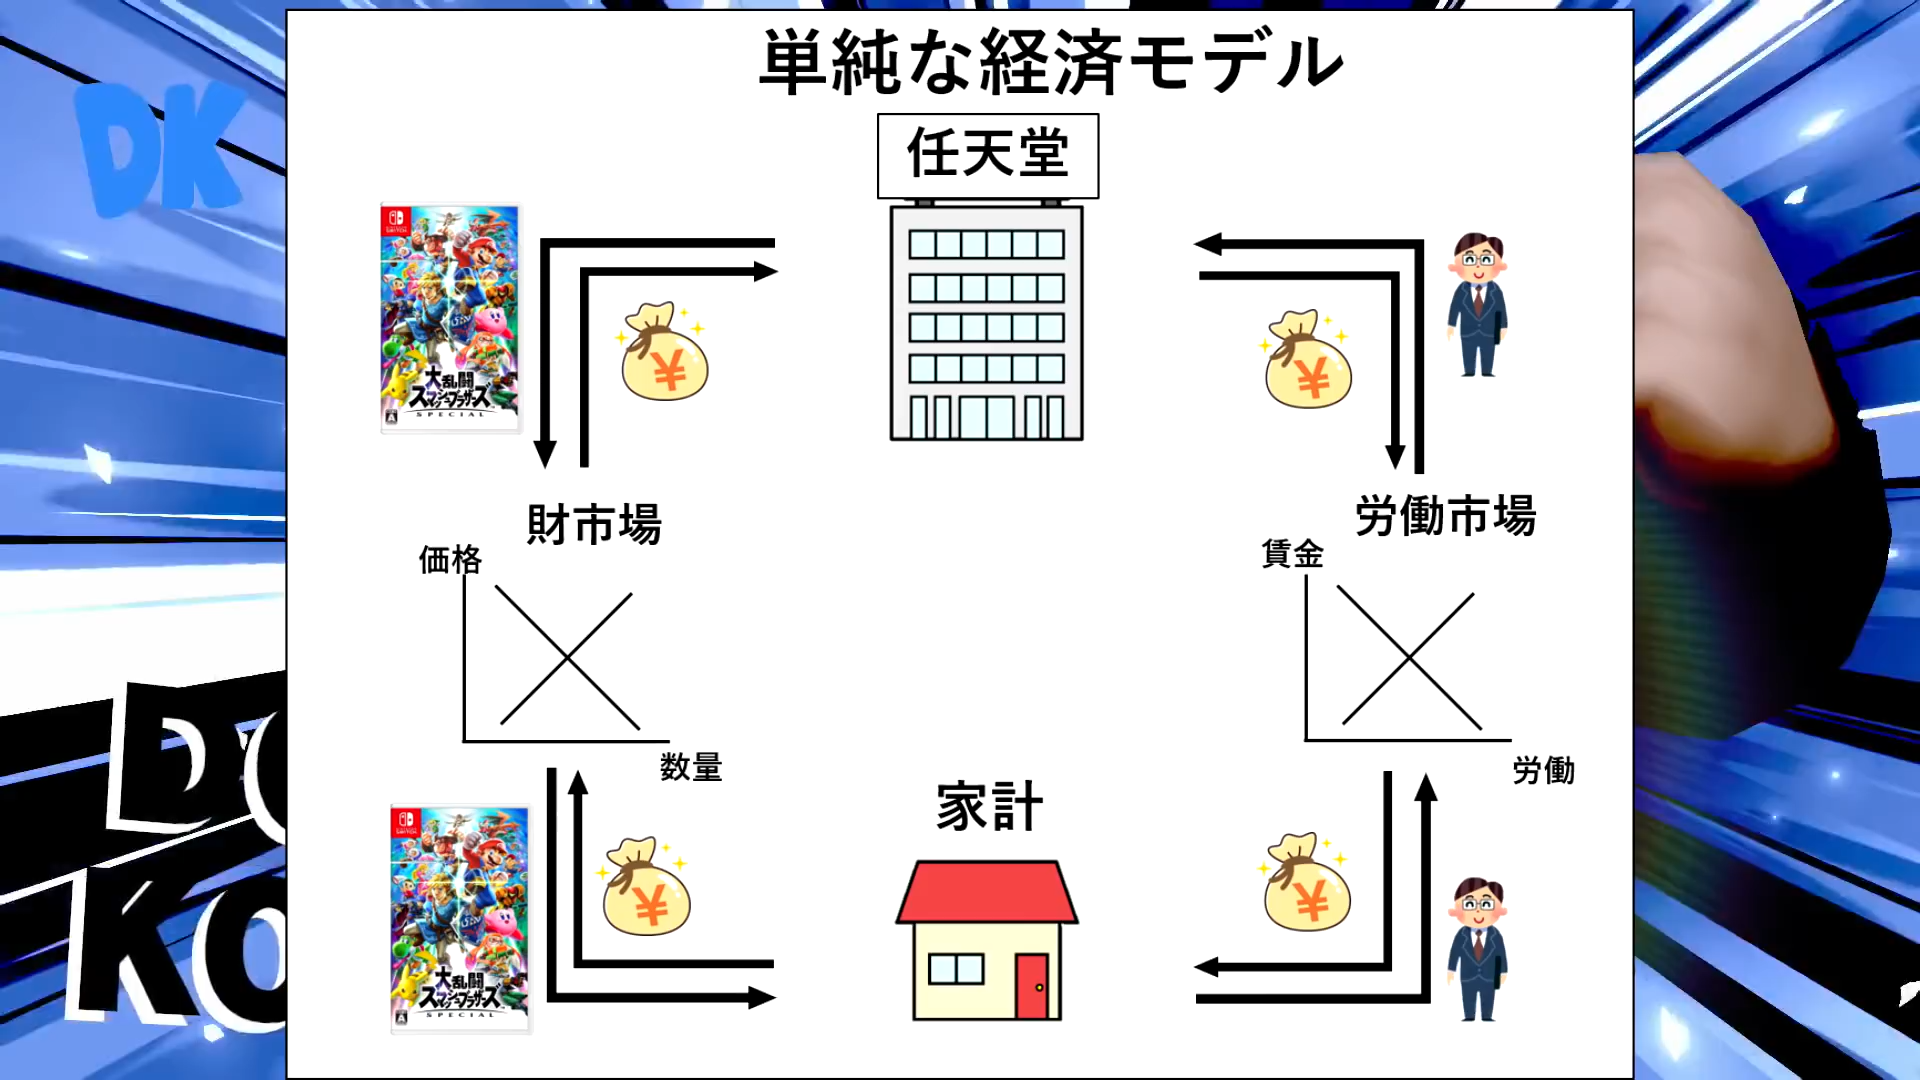 単純な経済モデル
任天堂
DK
大乱闘
スマッシュブラザーズ
SPECIAL
¥
¥
財市場
労働市場
価格
賃金
数量
労働
家計
大乱闘
スマッシュブラザーズ
SPECIAL
¥
¥
DO
KO